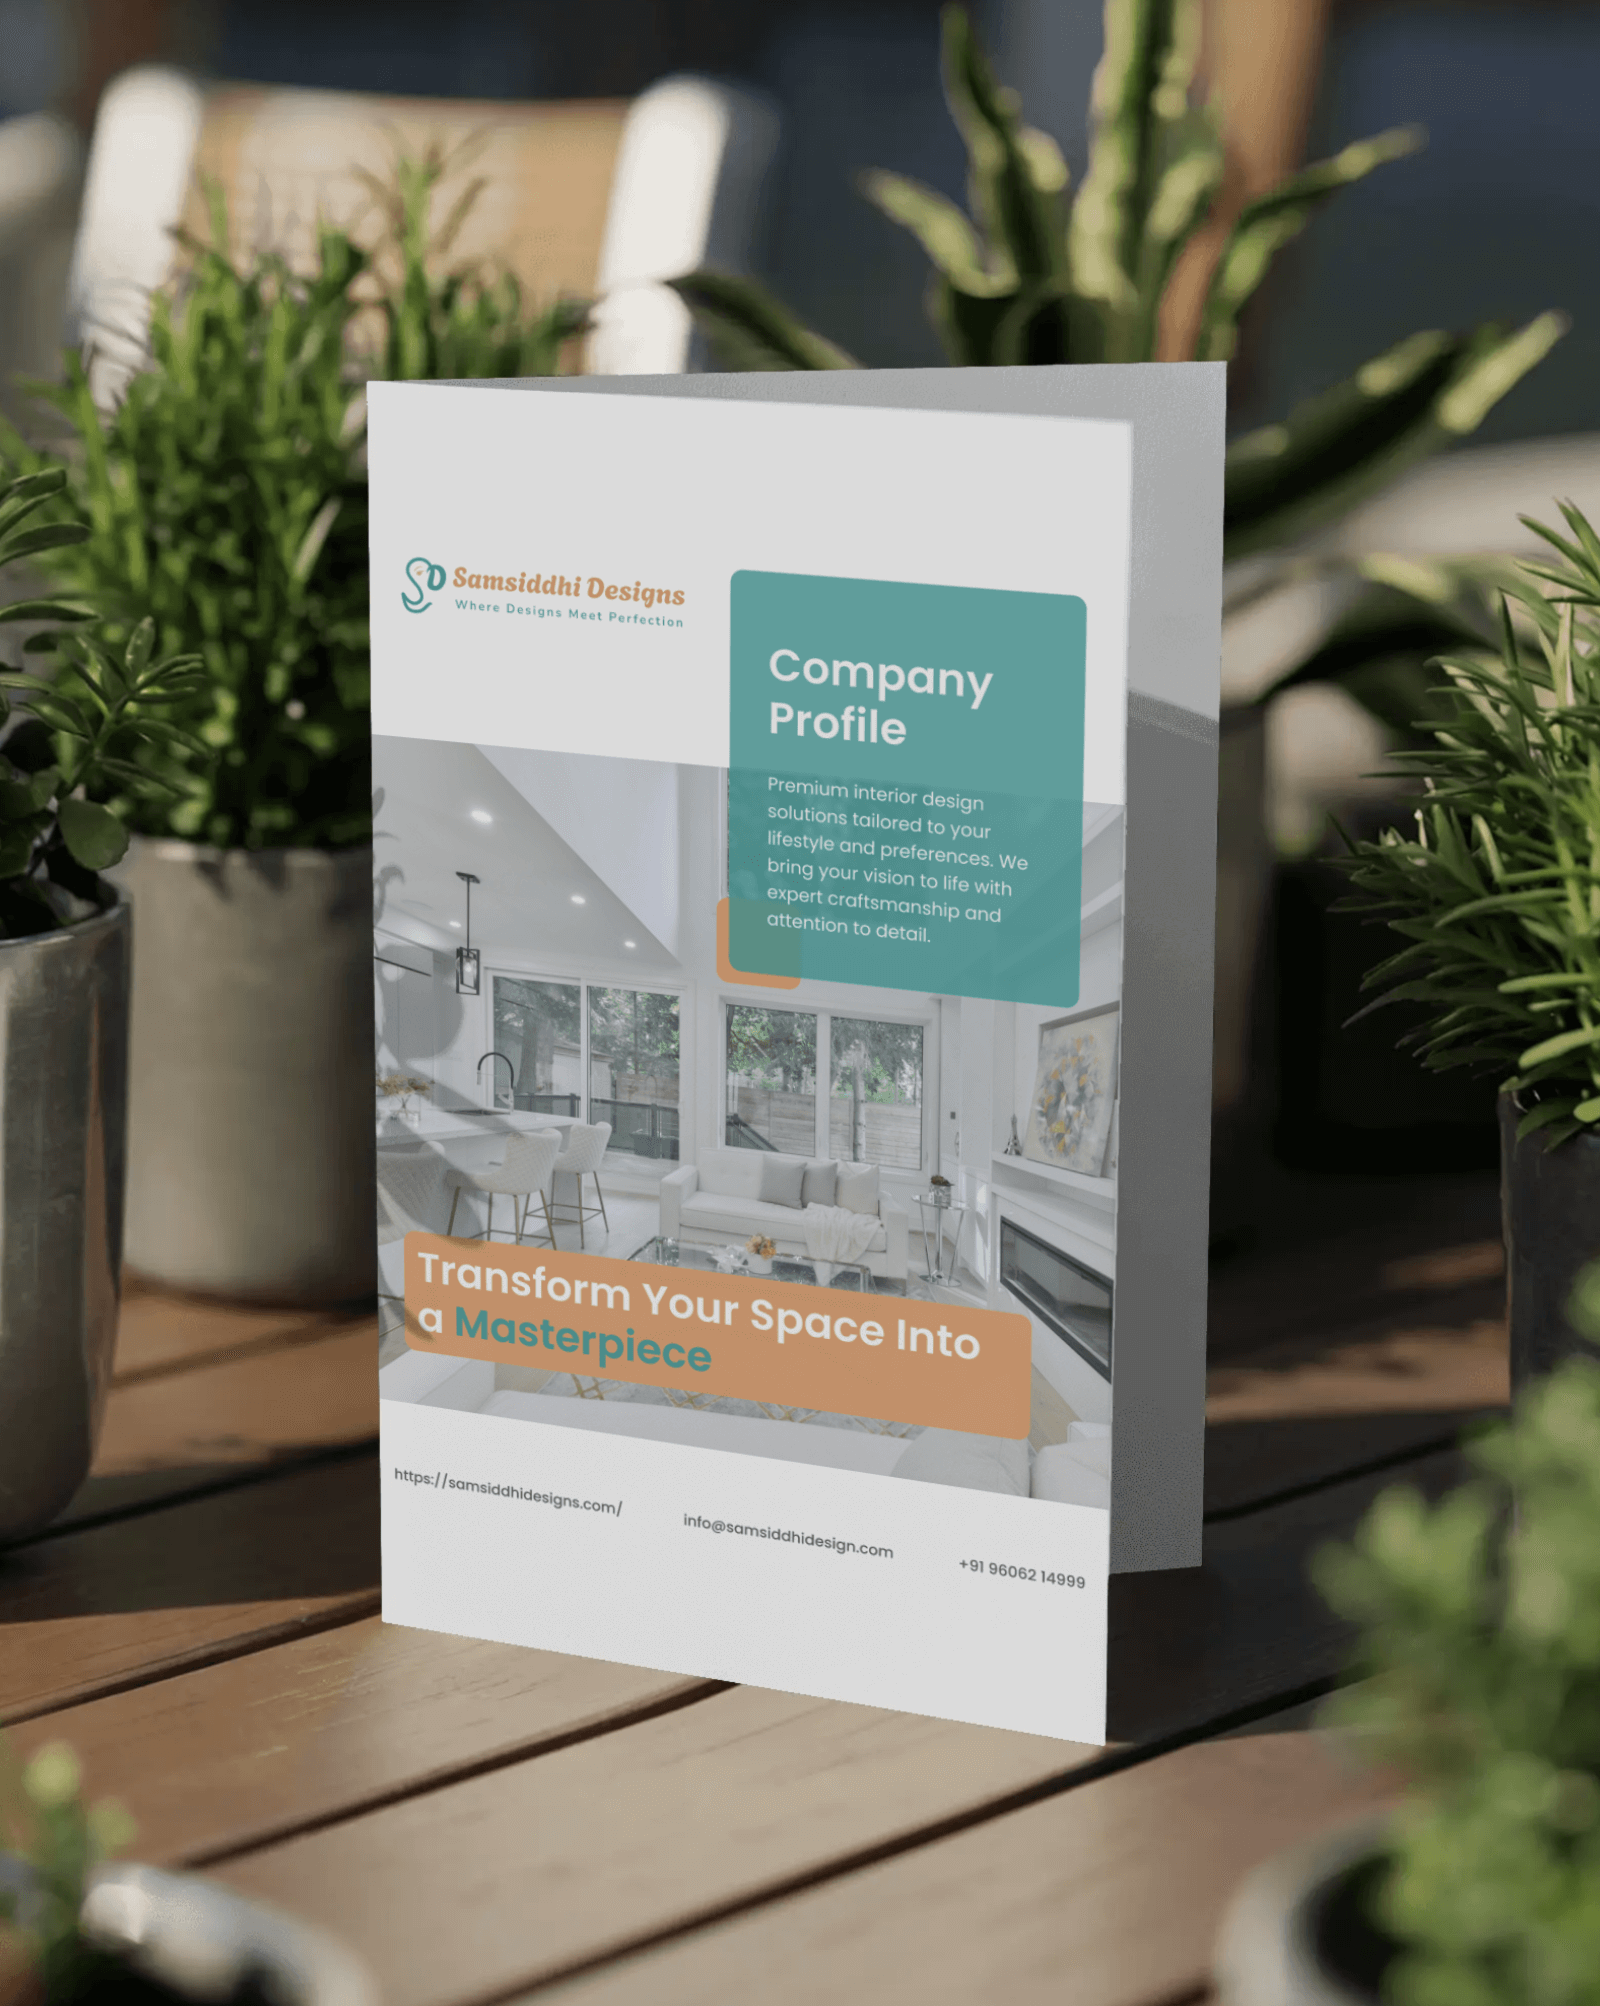 Samsiddhi Designs
Where Designs Meet Perfection
Company
Profile
Premium interior design
solutions tailored to your
lifestyle and preferences. We
bring your vision to life with
expert craftsmanship and
attention to detail.
Transform Your Space Into
a Masterpiece
https://samsiddhidesigns.com/
info@samsiddhidesign.com
+91 96062 14999